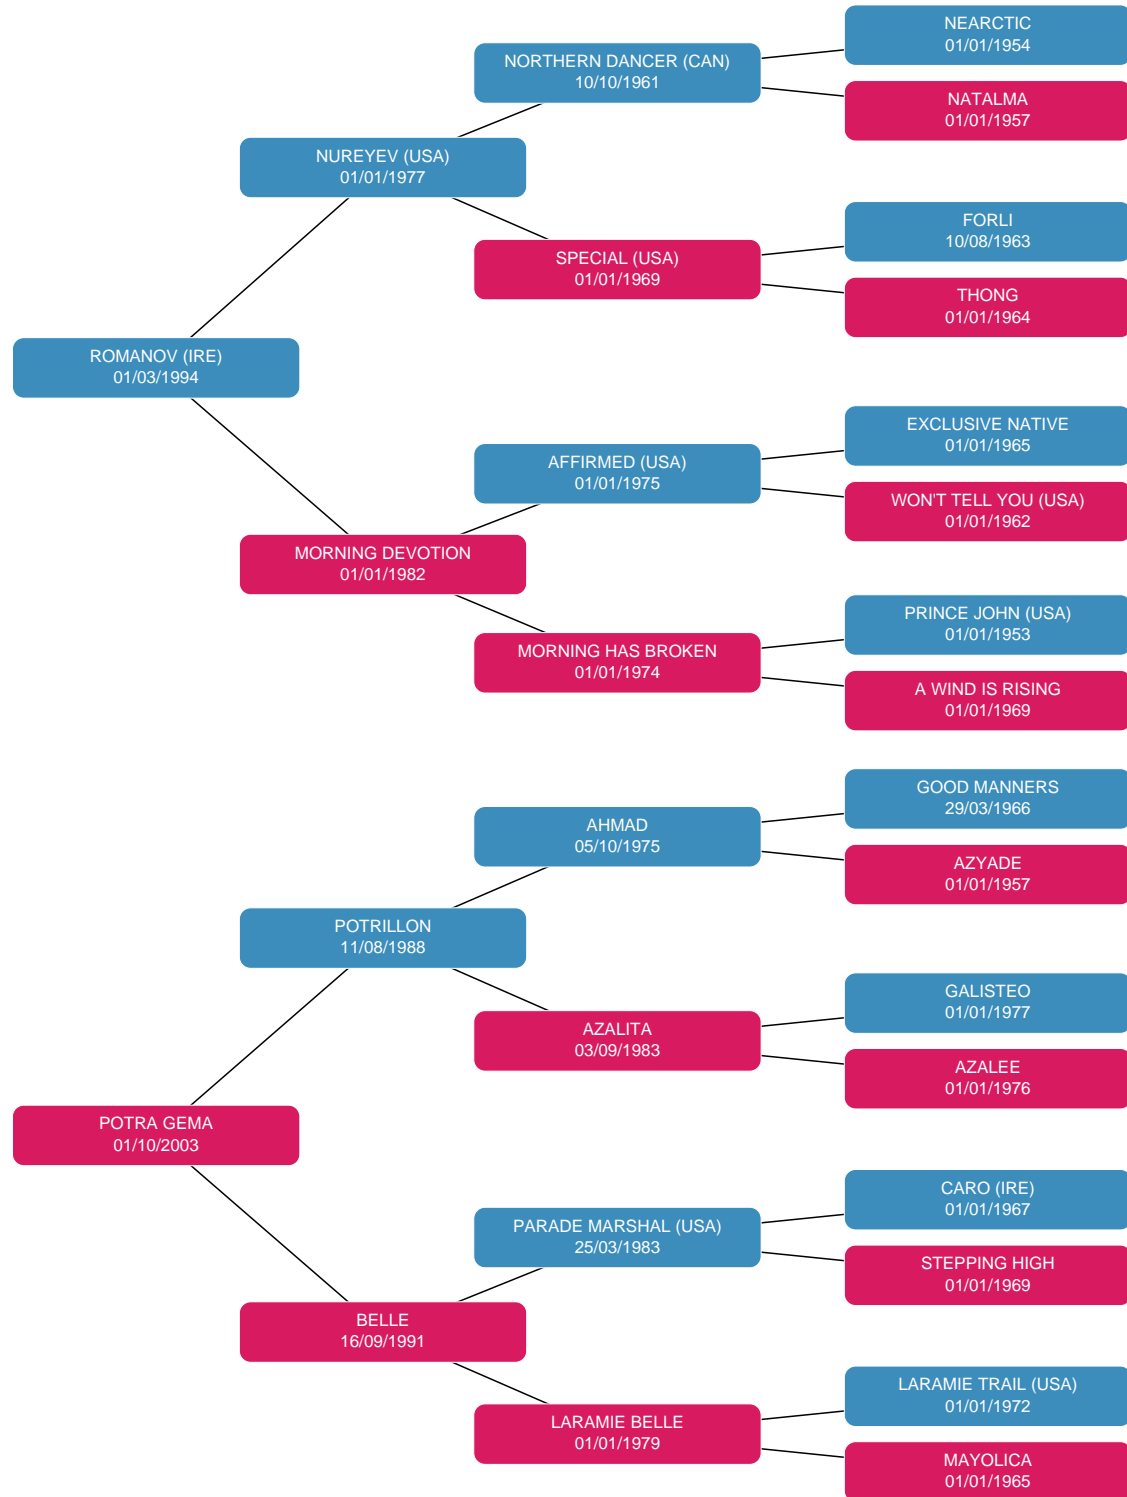 NEARCTIC
01/01/1954
NORTHERN DANCER (CAN)
10/10/1961
NATALMA
01/01/1957
NUREYEV (USA)
01/01/1977
FORLI
10/08/1963
SPECIAL (USA)
01/01/1969
THONG
01/01/1964
ROMANOV (IRE)
01/03/1994
EXCLUSIVE NATIVE
01/01/1965
AFFIRMED (USA)
01/01/1975
WON'T TELL YOU (USA)
01/01/1962
MORNING DEVOTION
01/01/1982
PRINCE JOHN (USA)
01/01/1953
MORNING HAS BROKEN
01/01/1974
A WIND IS RISING
01/01/1969
GOOD MANNERS
29/03/1966
AHMAD
05/10/1975
AZYADE
01/01/1957
POTRILLON
11/08/1988
GALISTEO
01/01/1977
AZALITA
03/09/1983
AZALEE
01/01/1976
POTRA GEMA
01/10/2003
CARO (IRE)
01/01/1967
PARADE MARSHAL (USA)
25/03/1983
STEPPING HIGH
01/01/1969
BELLE
16/09/1991
LARAMIE TRAIL (USA)
01/01/1972
LARAMIE BELLE
01/01/1979
MAYOLICA
01/01/1965